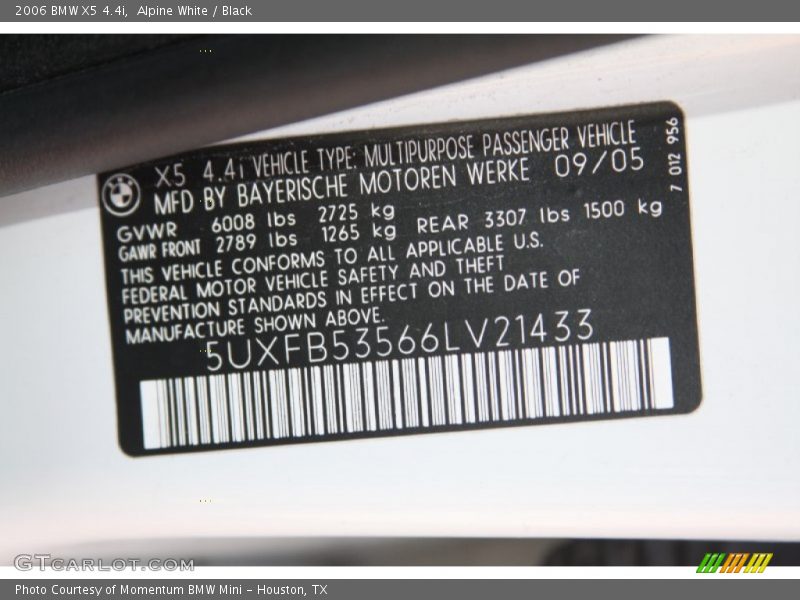 2006 BMW X5 4.4i, Alpine White / Black
X5 4.4i VEHICLE TYPE: MULTIPURPOSE PASSENGER VEHICLE
MFD BY BAYERISCHE MOTOREN WERKE 09/05
GVWR 6008 lbs 2725 kg
GAWR FRONT 2789 lbs 1265 kg REAR 3307 lbs 1500 kg
THIS VEHICLE CONFORMS TO ALL APPLICABLE U.S.
FEDERAL MOTOR VEHICLE SAFETY AND THEFT
PREVENTION STANDARDS IN EFFECT ON THE DATE OF
MANUFACTURE SHOWN ABOVE.
5UXFB53566LV21433
7 012 956
BMW
GTCARLOT.COM
Photo Courtesy of Momentum BMW Mini - Houston, TX